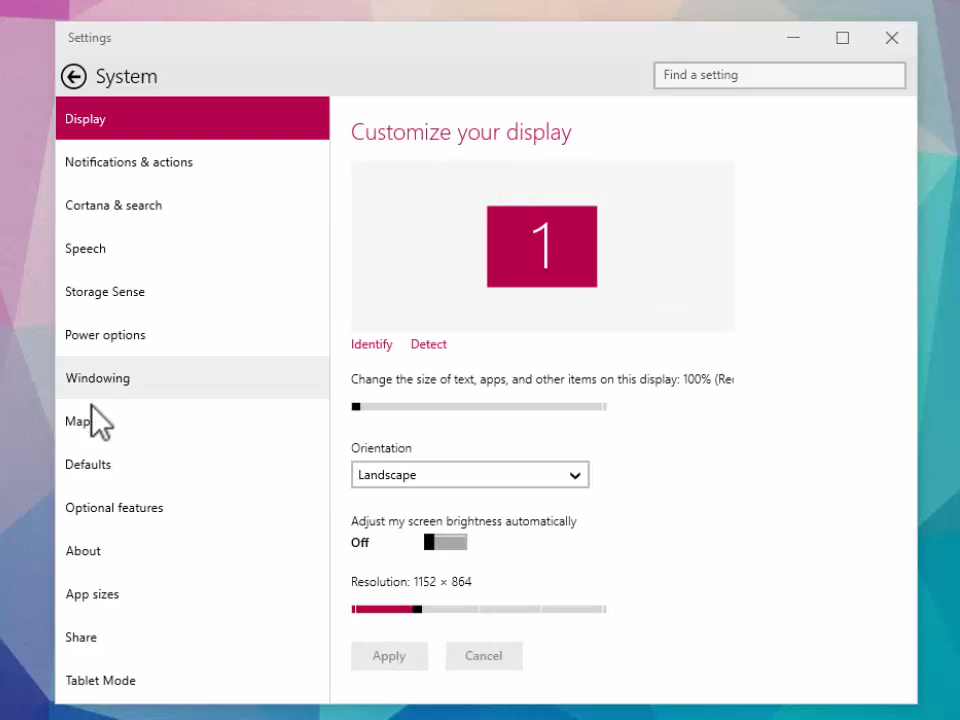 Settings
System
Find a setting
Display
Notifications & actions
Cortana & search
Speech
Storage Sense
Power options
Windowing
Map
Defaults
Optional features
About
App sizes
Share
Tablet Mode
Customize your display
1
Identify Detect
Change the size of text, apps, and other items on this display: 100% (Rec
Orientation
Landscape
Adjust my screen brightness automatically
Off
Resolution: 1152 × 864
Apply Cancel